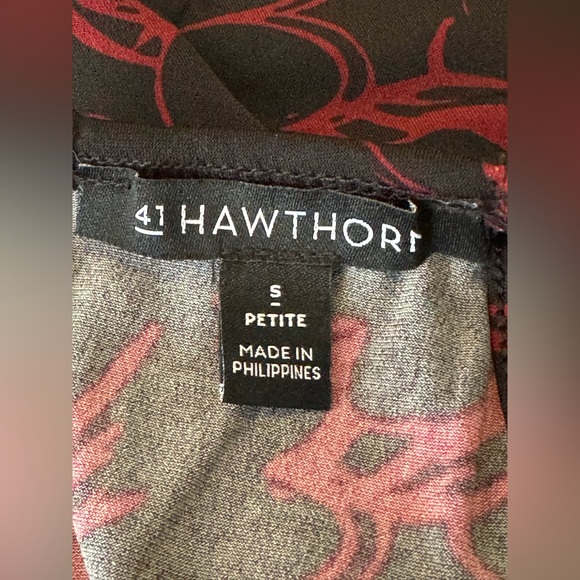 41 HAWTHORN
S
PETITE
MADE IN
PHILIPPINES